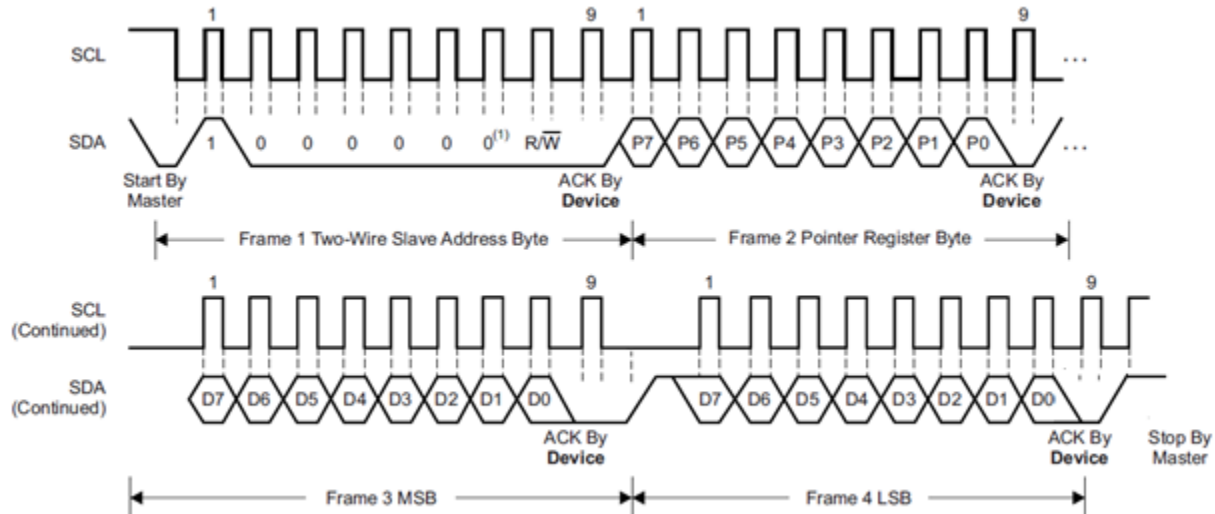 1 9 1 9
SCL ...
SDA 1 0 0 0 0 0 0(1) R/W̅ P7 P6 P5 P4 P3 P2 P1 P0 ...
Start By
Master
ACK By
Device
ACK By
Device
Frame 1 Two-Wire Slave Address Byte
Frame 2 Pointer Register Byte
1 9 1 9
SCL
(Continued)
SDA
(Continued)
D7 D6 D5 D4 D3 D2 D1 D0 D7 D6 D5 D4 D3 D2 D1 D0
ACK By
Device
ACK By
Device
Stop By
Master
Frame 3 MSB
Frame 4 LSB